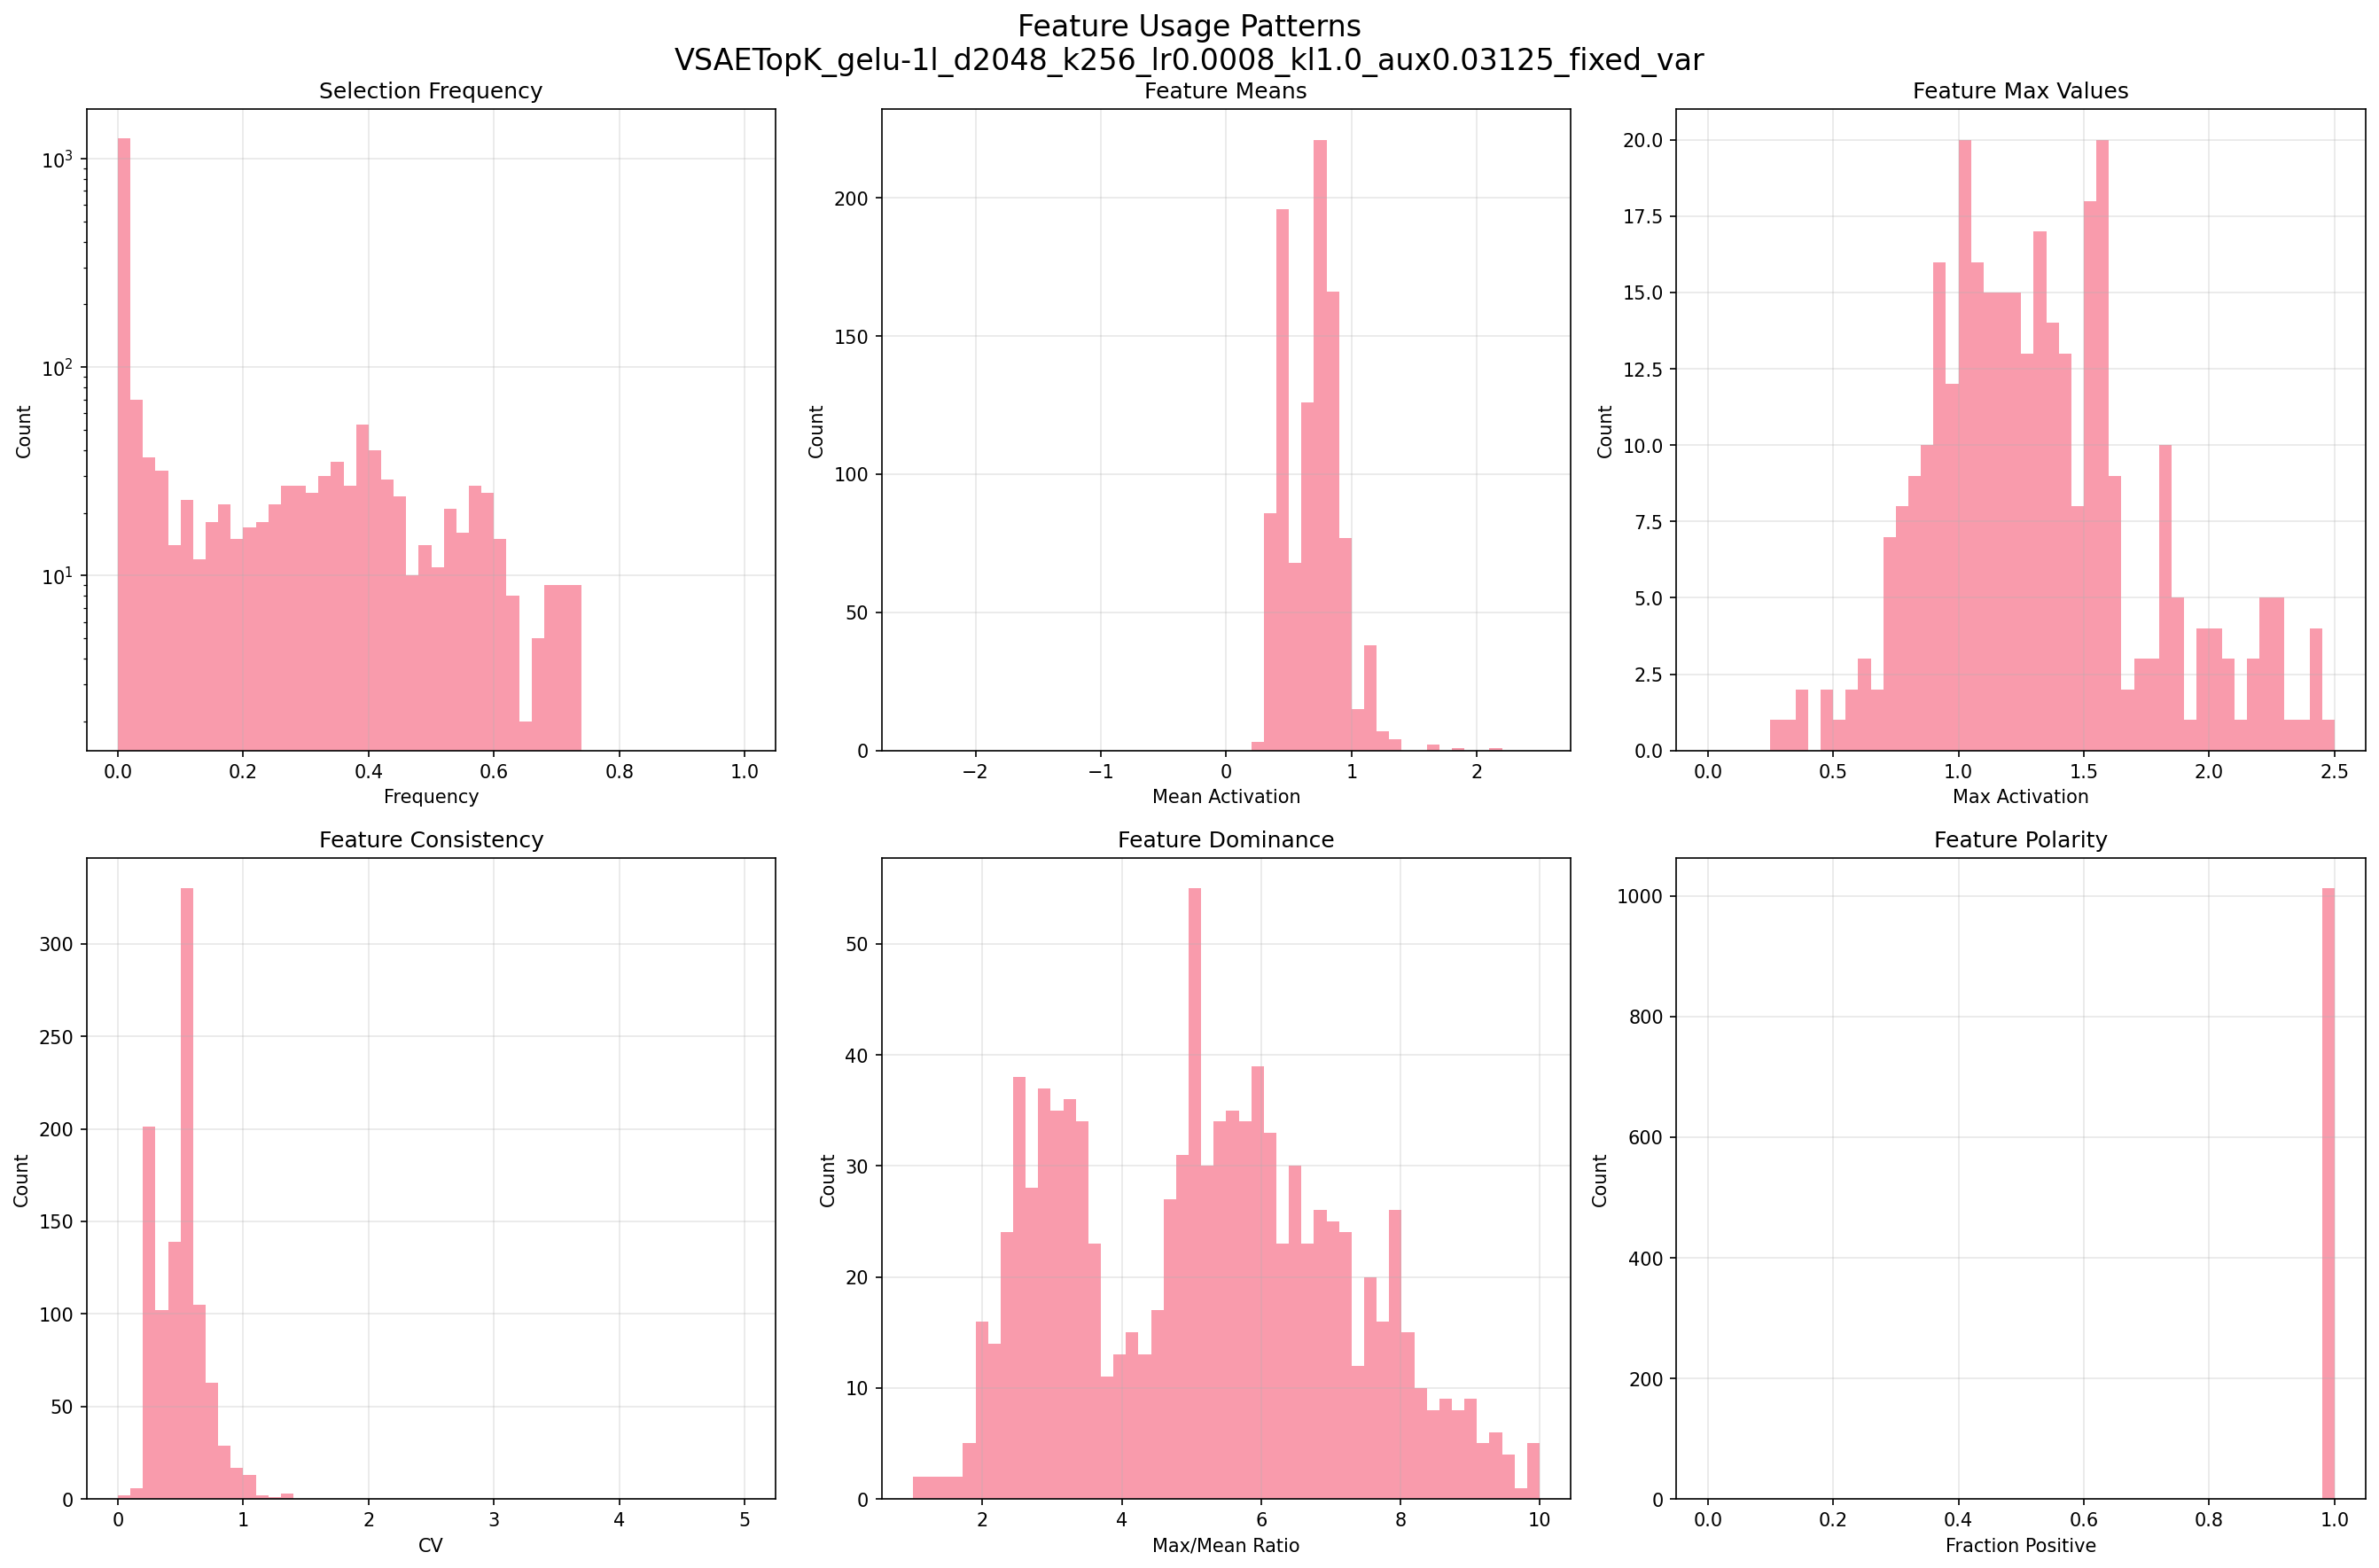 Feature Usage Patterns
VSAETopK_gelu-1l_d2048_k256_lr0.0008_kl1.0_aux0.03125_fixed_var
Selection Frequency
Count
10^3
10^2
10^1
0.0 0.2 0.4 0.6 0.8 1.0
Frequency
Feature Means
Count
200
150
100
50
0
−2 −1 0 1 2
Mean Activation
Feature Max Values
Count
20.0
17.5
15.0
12.5
10.0
7.5
5.0
2.5
0.0
0.0 0.5 1.0 1.5 2.0 2.5
Max Activation
Feature Consistency
Count
300
250
200
150
100
50
0
0 1 2 3 4 5
CV
Feature Dominance
Count
50
40
30
20
10
0
2 4 6 8 10
Max/Mean Ratio
Feature Polarity
Count
1000
800
600
400
200
0
0.0 0.2 0.4 0.6 0.8 1.0
Fraction Positive